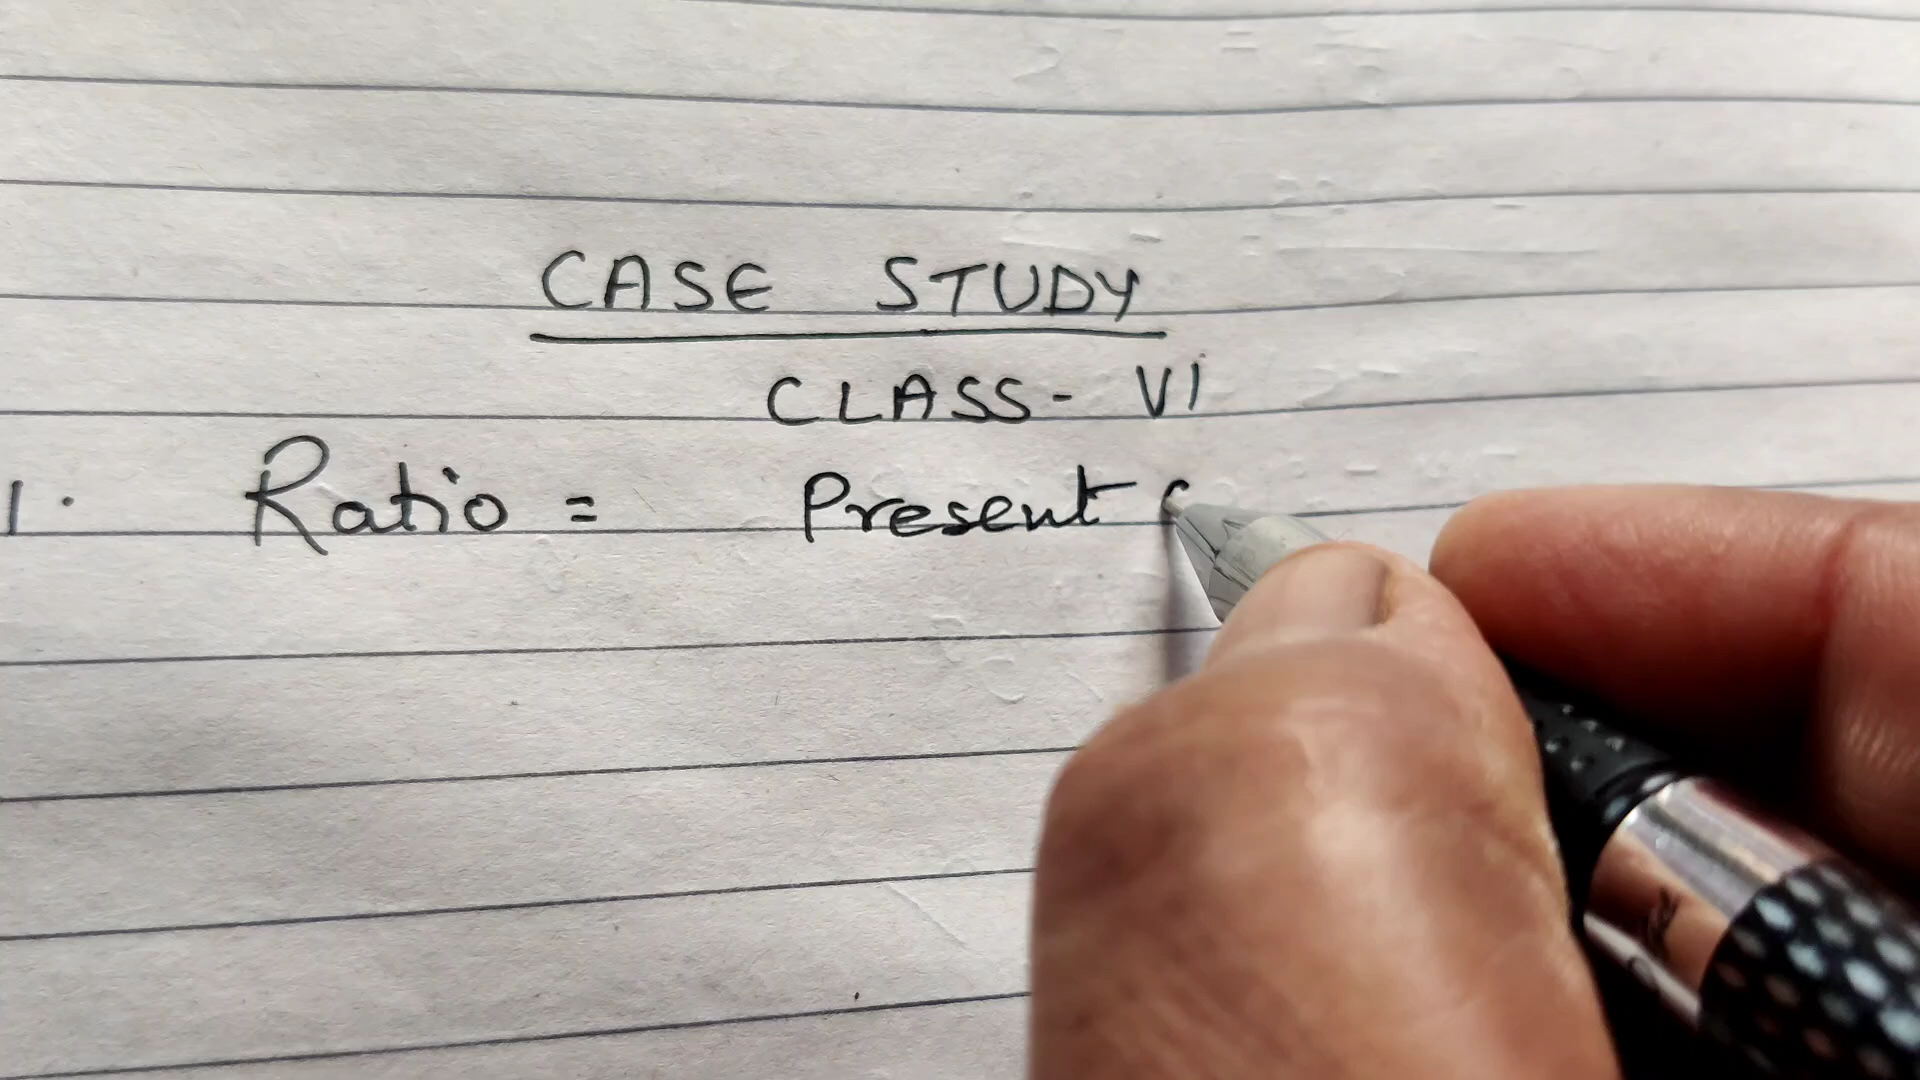 CASE STUDY
CLASS - VI
1. Ratio = Present